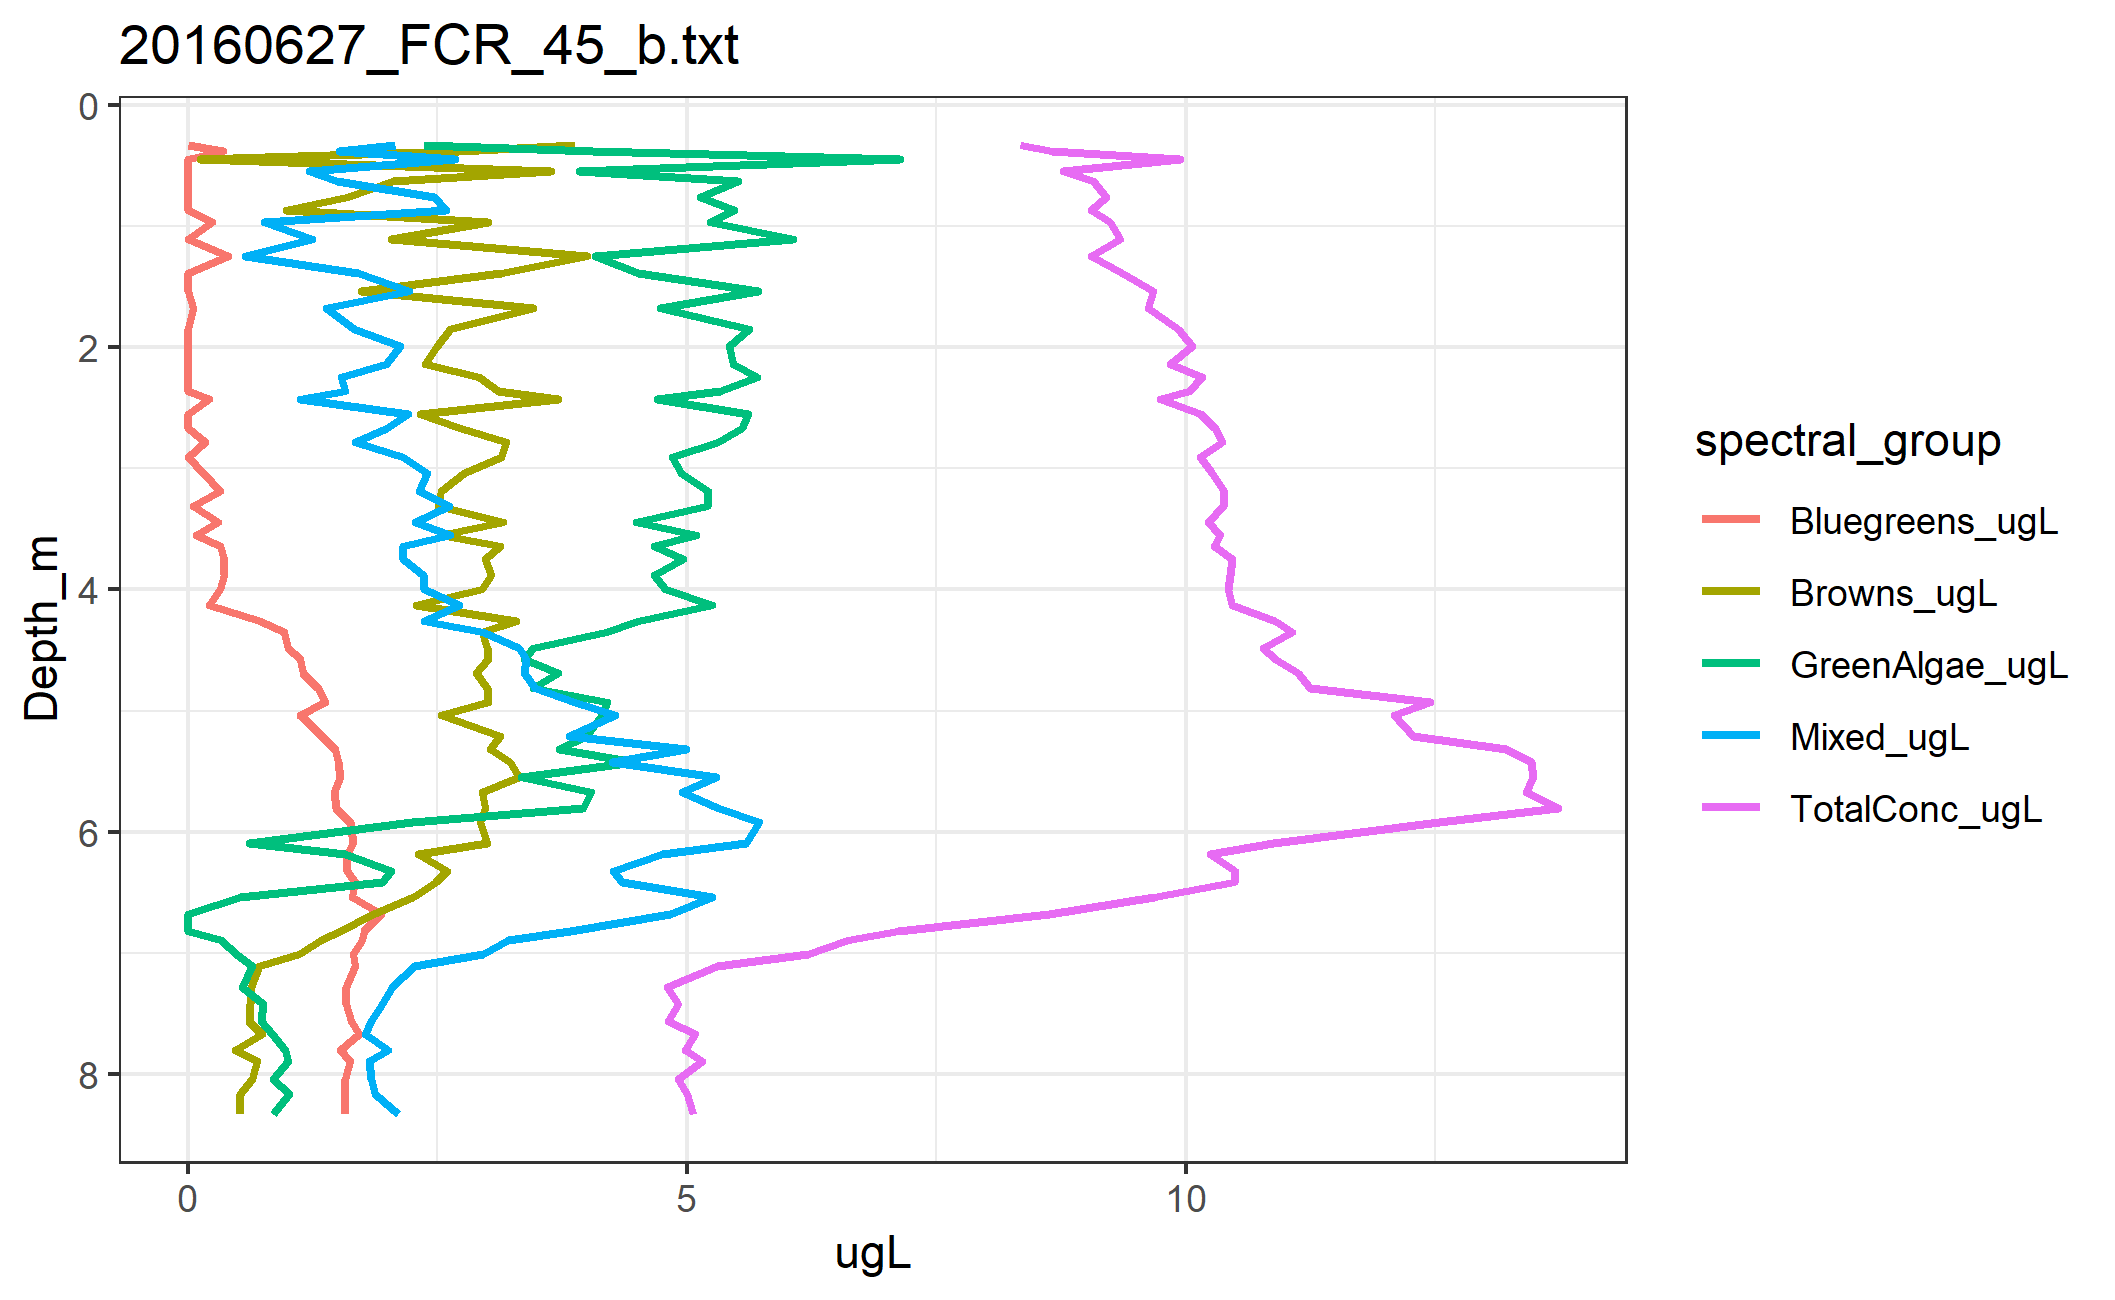 20160627_FCR_45_b.txt
0
2
4
6
8
Depth_m
0 5 10
ugL
spectral_group
Bluegreens_ugL
Browns_ugL
GreenAlgae_ugL
Mixed_ugL
TotalConc_ugL